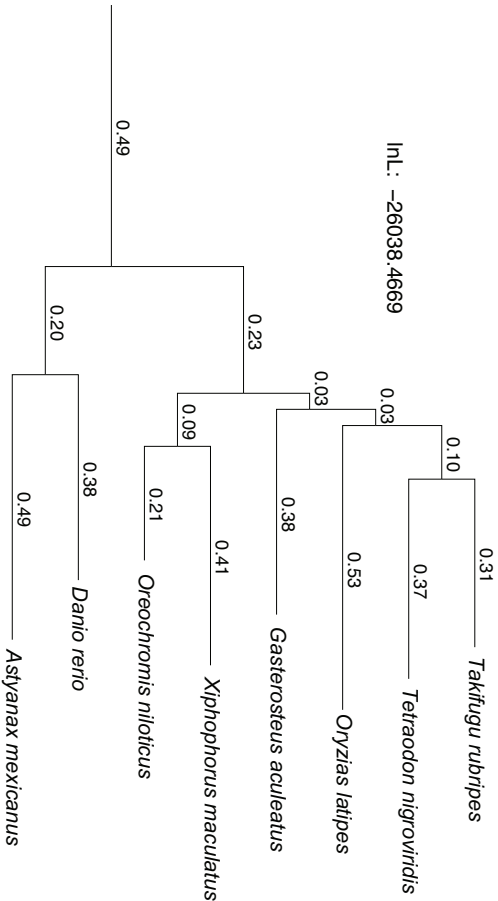 lnL: −26038.4669
0.49
0.23
0.20
0.03
0.03
0.10
0.31
Takifugu rubripes
0.37
Tetraodon nigroviridis
0.53
Oryzias latipes
0.38
Gasterosteus aculeatus
0.09
0.41
Xiphophorus maculatus
0.21
Oreochromis niloticus
0.38
Danio rerio
0.49
Astyanax mexicanus